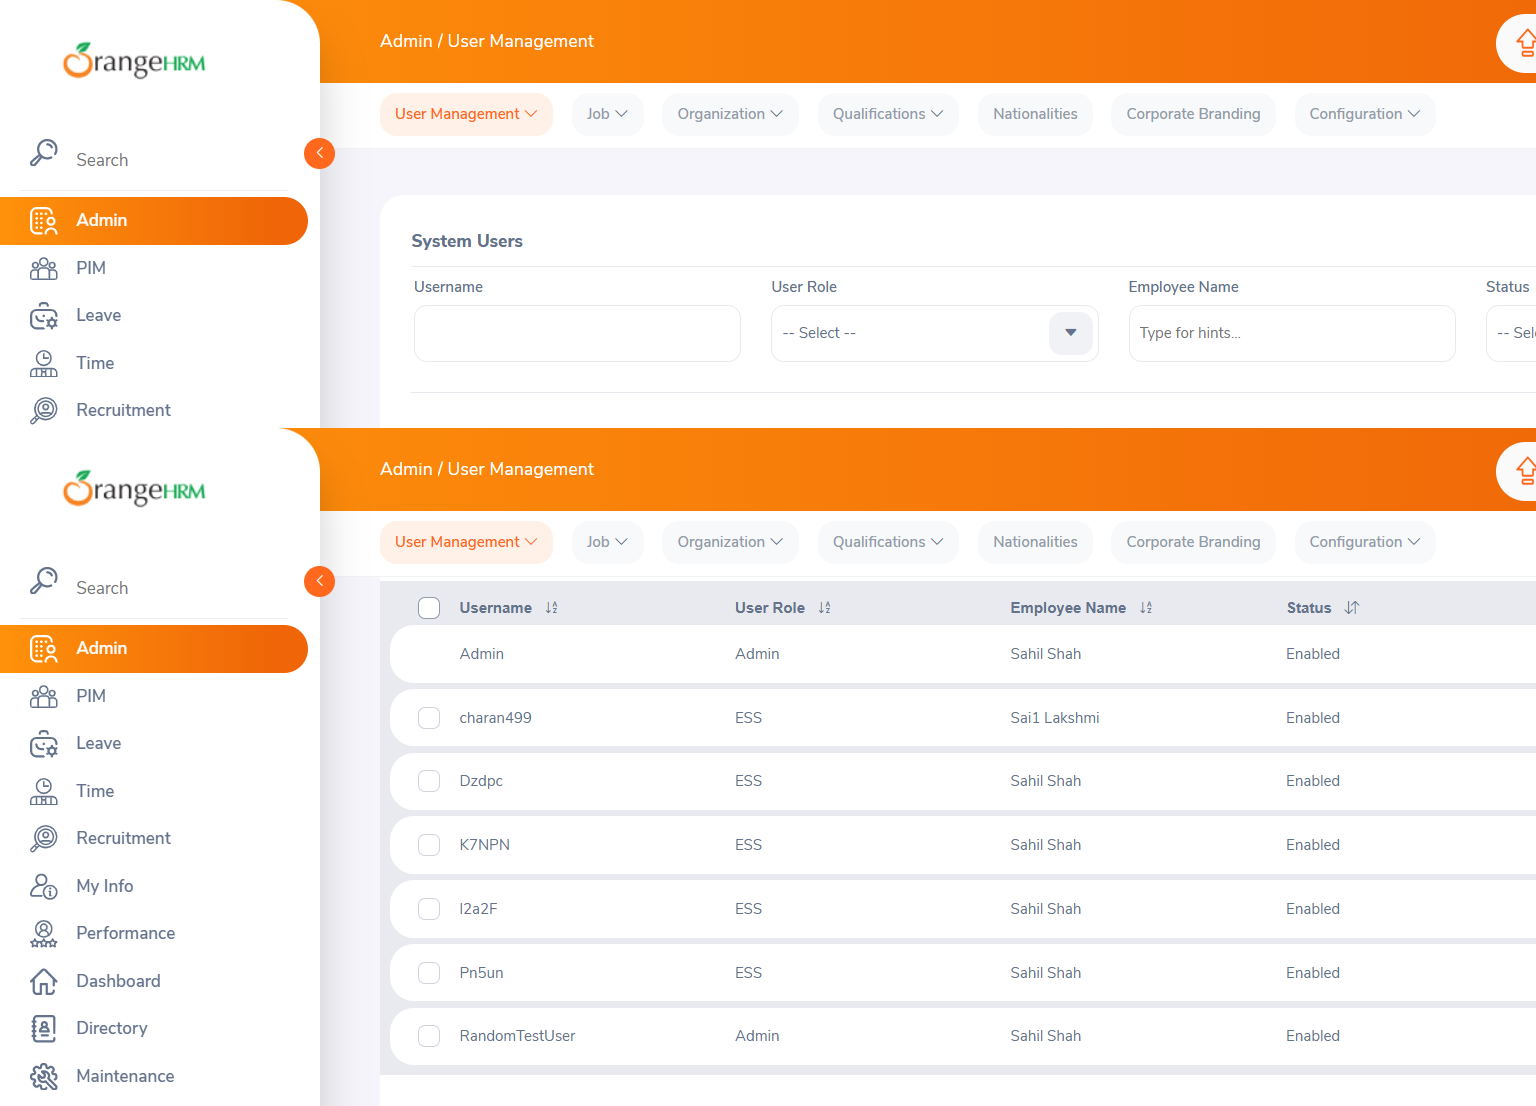 OrangeHRM
Admin / User Management
Search
User Management Job Organization Qualifications Nationalities Corporate Branding Configuration
Admin
PIM
Leave
Time
Recruitment
System Users
Username User Role Employee Name Status
-- Select -- Type for hints... -- Sele
OrangeHRM
Admin / User Management
Search
User Management Job Organization Qualifications Nationalities Corporate Branding Configuration
Admin
PIM
Leave
Time
Recruitment
My Info
Performance
Dashboard
Directory
Maintenance
Username User Role Employee Name Status
Admin Admin Sahil Shah Enabled
charan499 ESS Sai1 Lakshmi Enabled
Dzdpc ESS Sahil Shah Enabled
K7NPN ESS Sahil Shah Enabled
l2a2F ESS Sahil Shah Enabled
Pn5un ESS Sahil Shah Enabled
RandomTestUser Admin Sahil Shah Enabled